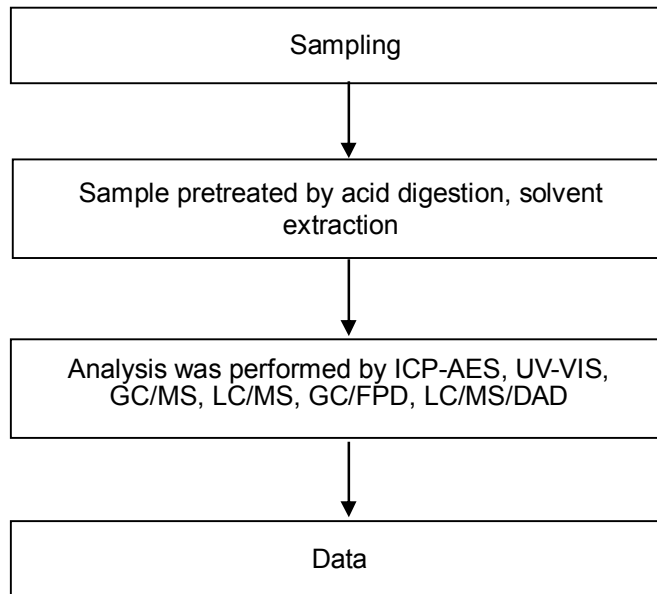 Sampling
Sample pretreated by acid digestion, solvent
extraction
Analysis was performed by ICP-AES, UV-VIS,
GC/MS, LC/MS, GC/FPD, LC/MS/DAD
Data